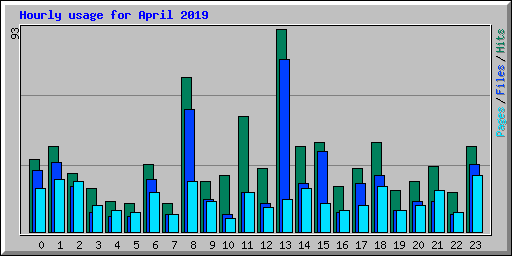 Hourly usage for April 2019
93
Pages/Files/Hits
0 1 2 3 4 5 6 7 8 9 10 11 12 13 14 15 16 17 18 19 20 21 22 23